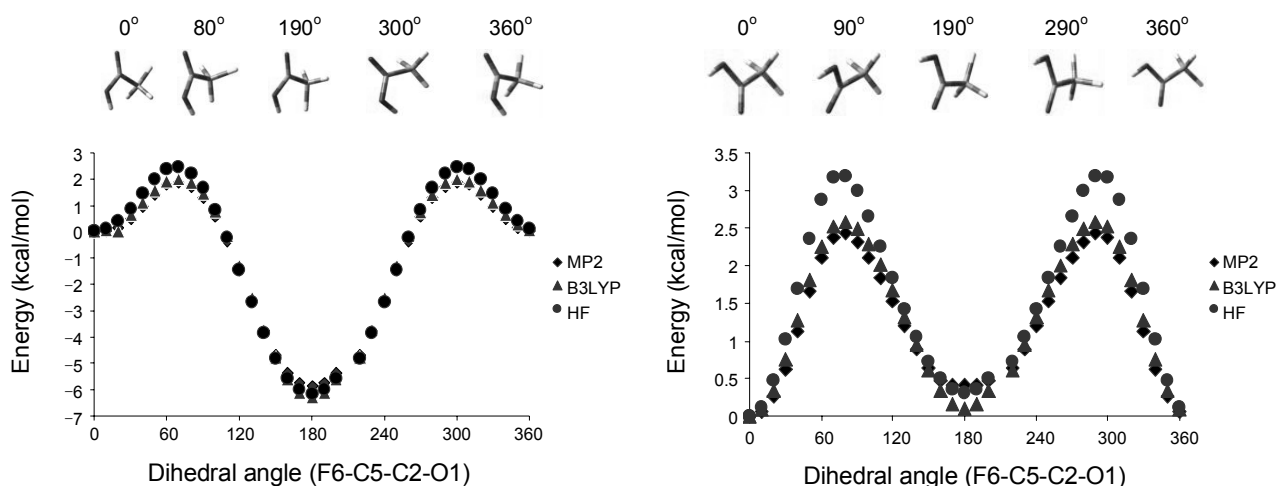 0° 80° 190° 300° 360°
3
2
1
0
−1
−2
−3
−4
−5
−6
−7
Energy (kcal/mol)
MP2
B3LYP
HF
0 60 120 180 240 300 360
Dihedral angle (F6-C5-C2-O1)
0° 90° 190° 290° 360°
3.5
3
2.5
2
1.5
1
0.5
0
Energy (kcal/mol)
MP2
B3LYP
HF
0 60 120 180 240 300 360
Dihedral angle (F6-C5-C2-O1)